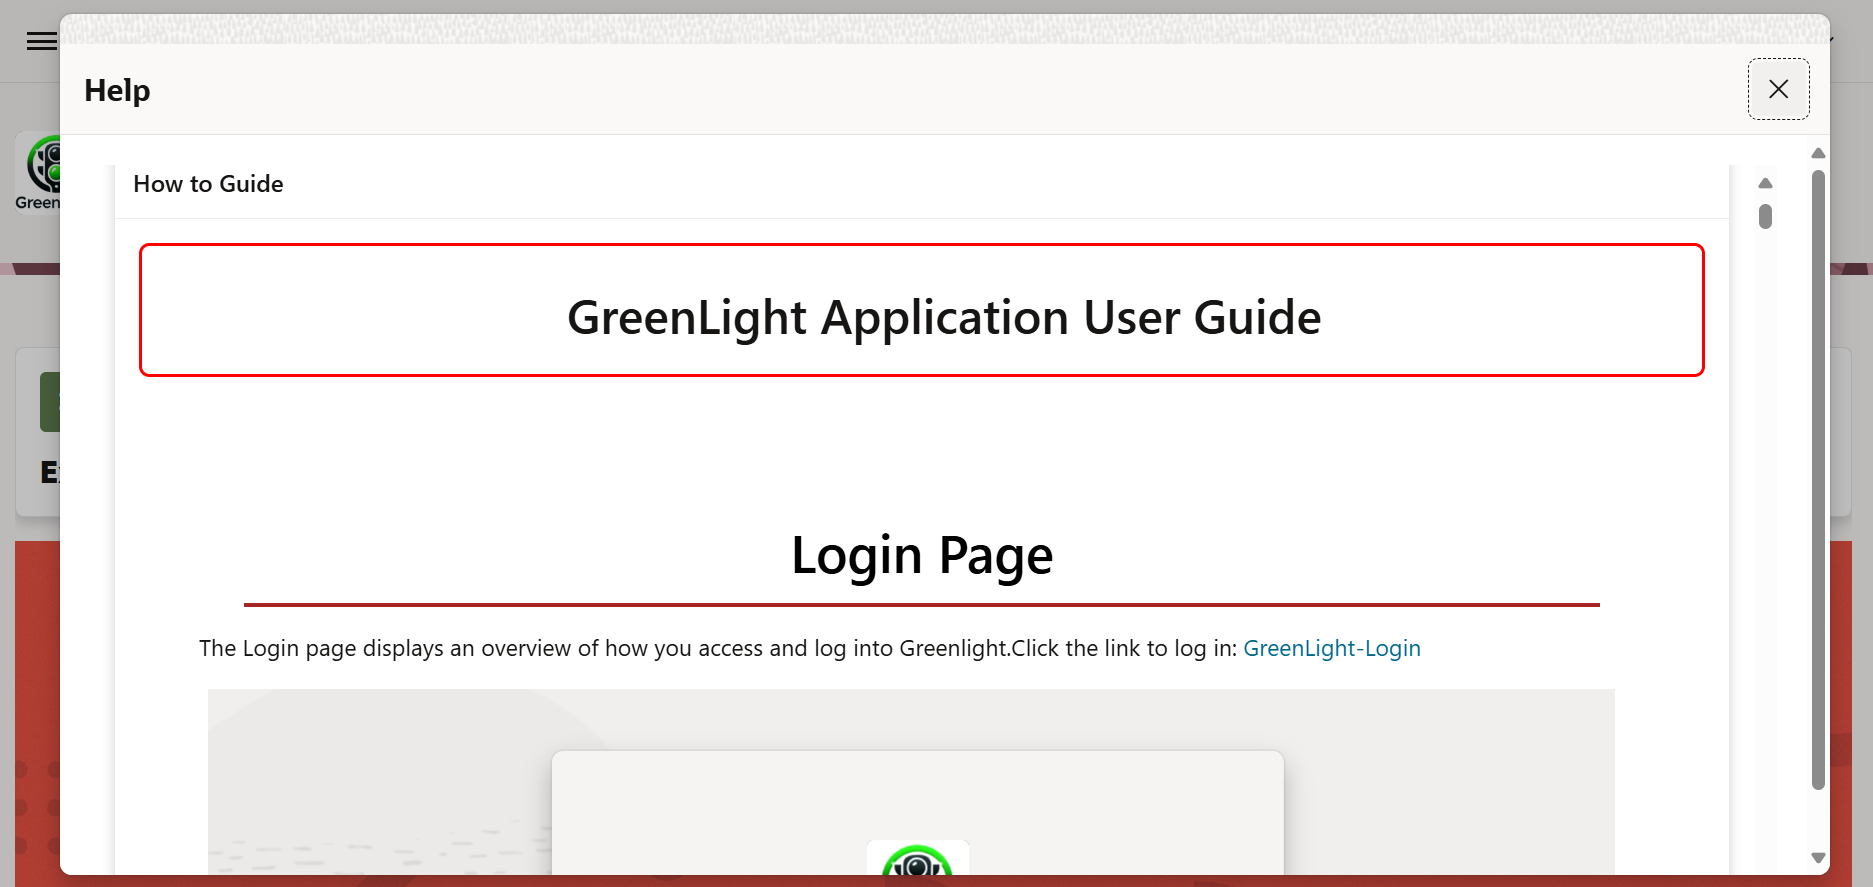 Help
How to Guide
GreenLight Application User Guide
Login Page
The Login page displays an overview of how you access and log into Greenlight.Click the link to log in: GreenLight-Login
Green